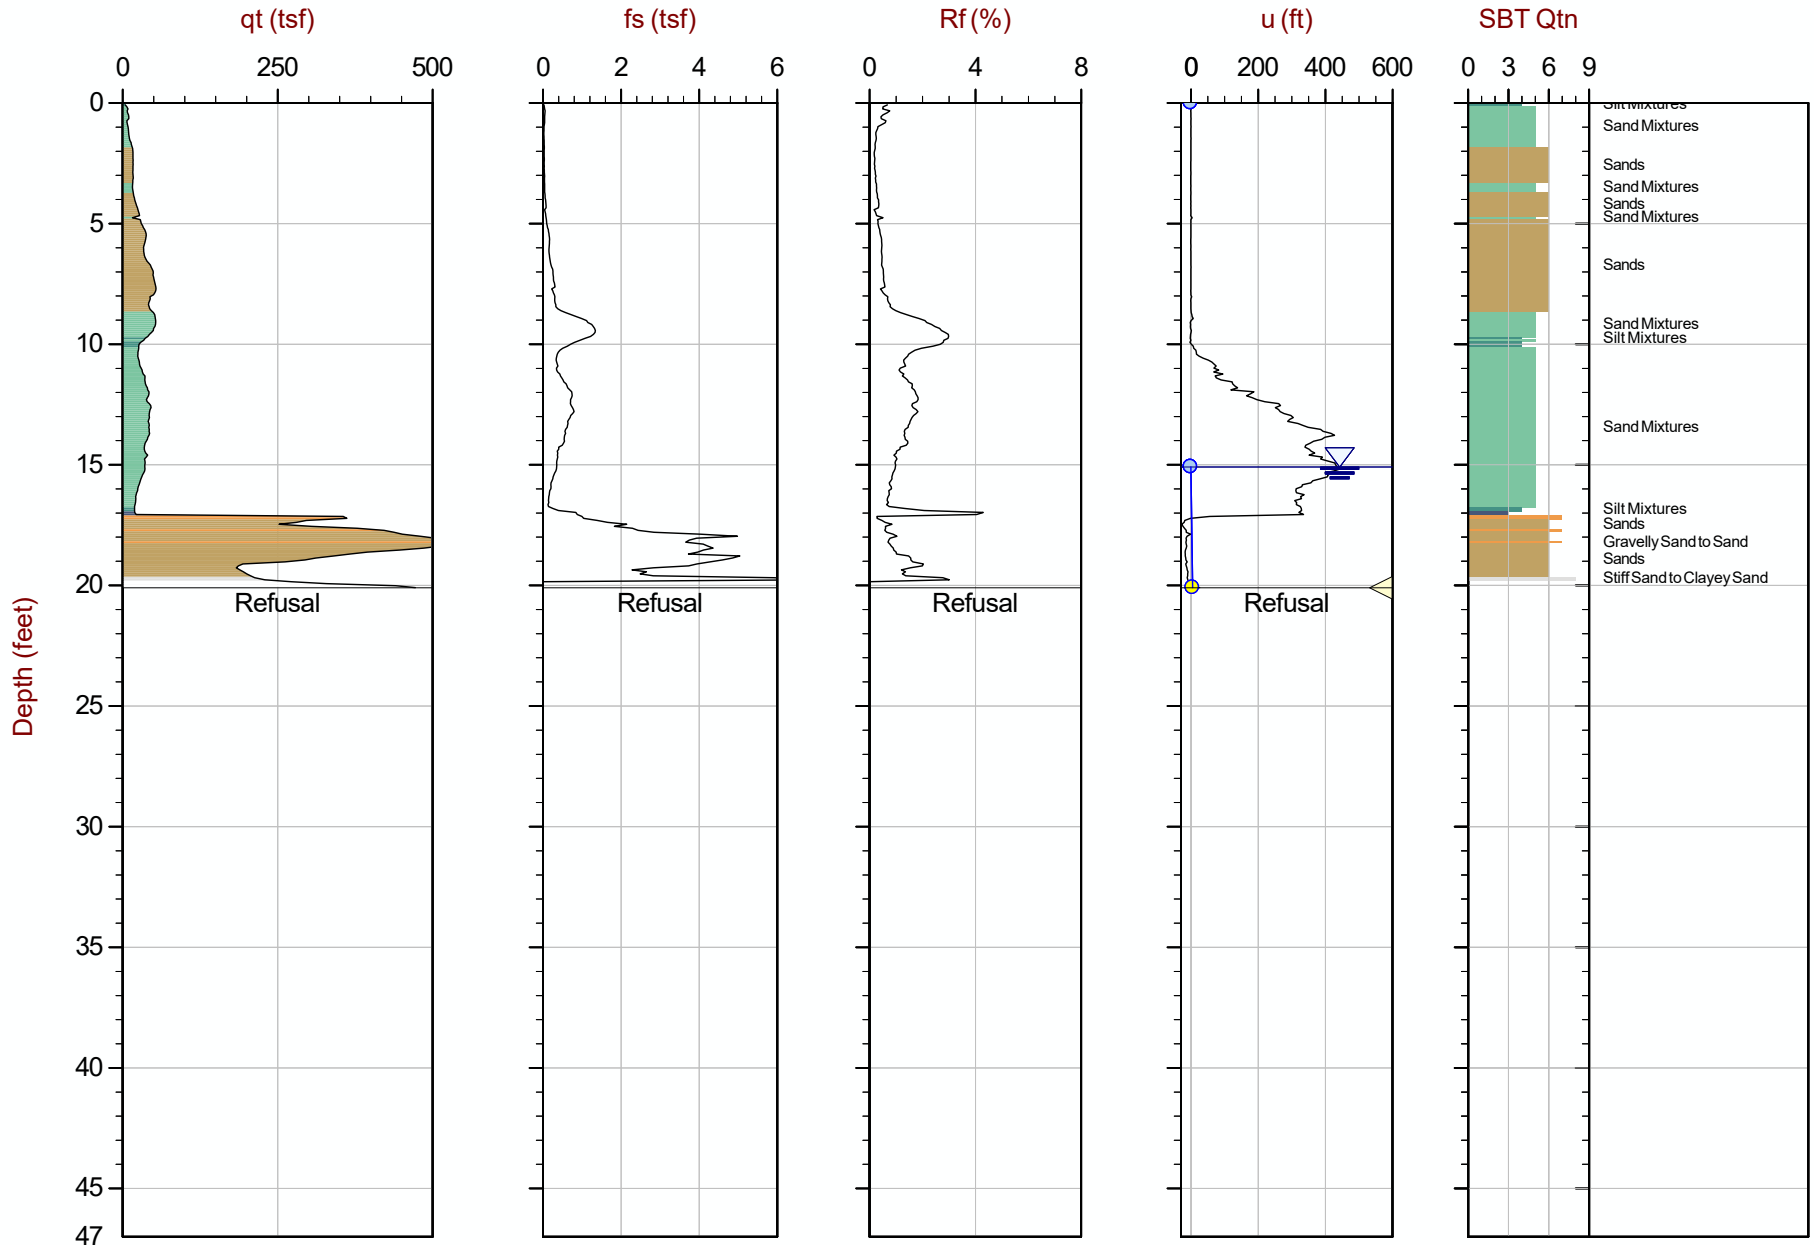 qt (tsf) fs (tsf) Rf (%) u (ft) SBT Qtn
0 250 500 0 2 4 6 0 4 8 0 200 400 600 0 3 6 9
0
Silt Mixtures
Sand Mixtures
Sands
Sand Mixtures
Sands
Sand Mixtures
5
Sands
Sand Mixtures
Silt Mixtures
10
Sand Mixtures
15
Silt Mixtures
Sands
Gravelly Sand to Sand
Sands
Stiff Sand to Clayey Sand
20
Refusal Refusal Refusal Refusal
Depth (feet)
25
30
35
40
45
47